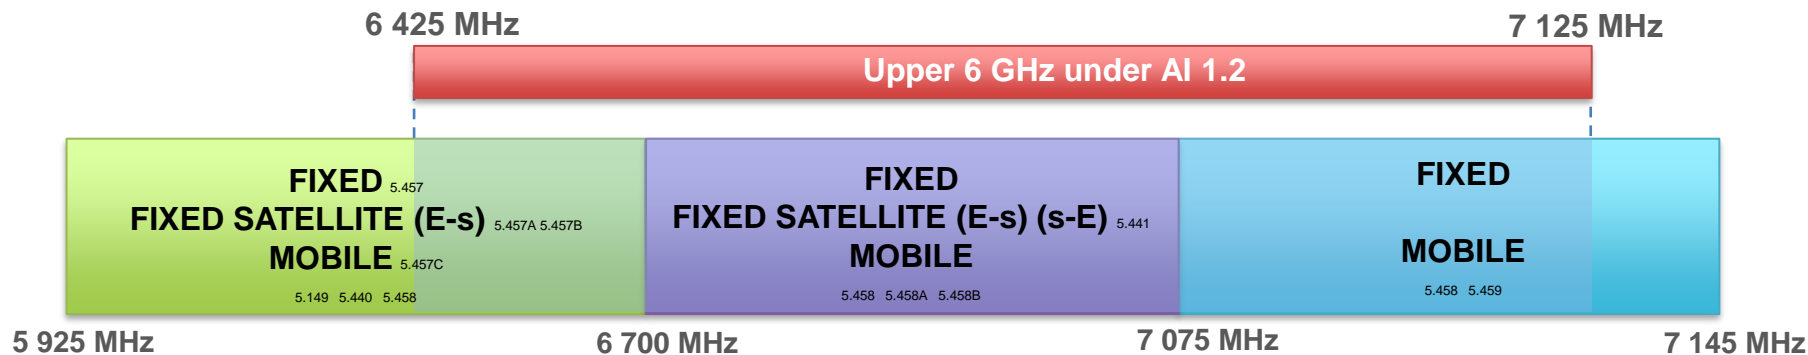 6 425 MHz
7 125 MHz
Upper 6 GHz under AI 1.2
FIXED 5.457
FIXED SATELLITE (E-s) 5.457A 5.457B
MOBILE 5.457C
5.149 5.440 5.458
FIXED
FIXED SATELLITE (E-s) (s-E) 5.441
MOBILE
5.458 5.458A 5.458B
FIXED
MOBILE
5.458 5.459
5 925 MHz
6 700 MHz
7 075 MHz
7 145 MHz